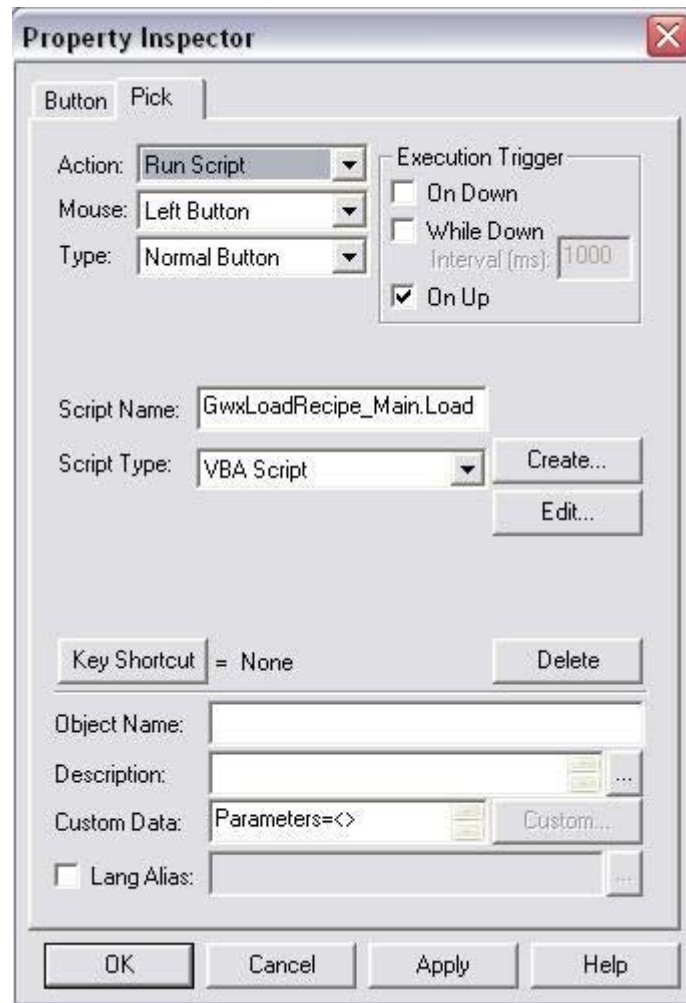 Property Inspector
Button Pick
Action: Run Script
Execution Trigger
On Down
Mouse: Left Button
While Down
Interval (ms): 1000
Type: Normal Button
On Up
Script Name: GwxLoadRecipe_Main.Load
Script Type: VBA Script
Create...
Edit...
Key Shortcut = None Delete
Object Name:
Description: ...
Custom Data: Parameters=<> Custom...
Lang Alias: ...
OK Cancel Apply Help